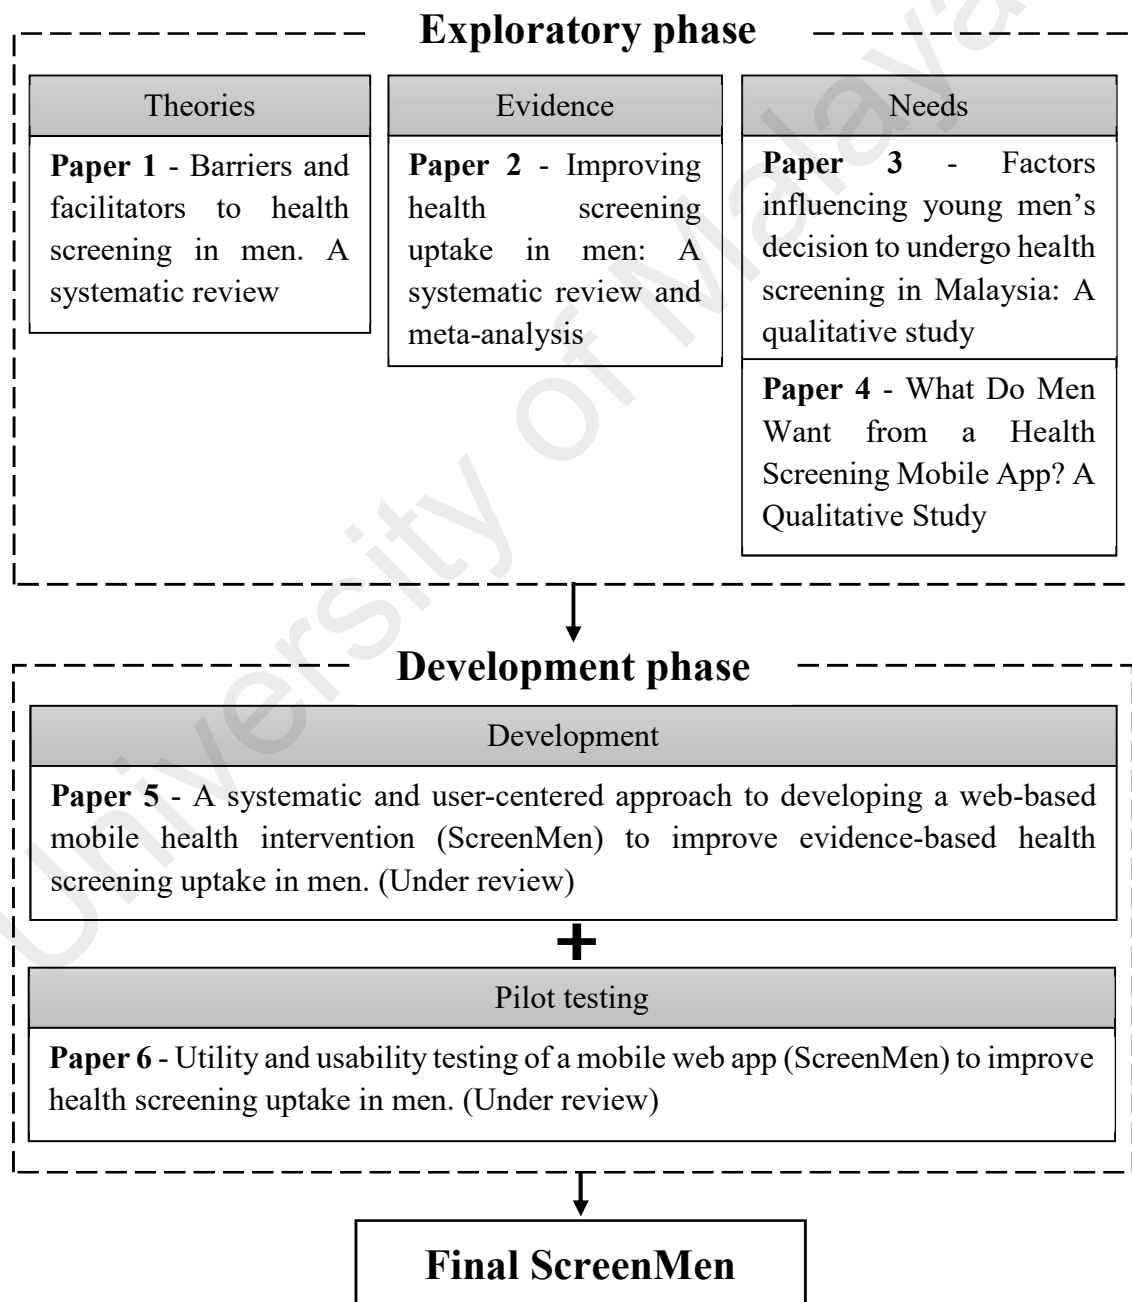 Exploratory phase
Theories
Paper 1 - Barriers and
facilitators to health
screening in men. A
systematic review
Evidence
Paper 2 - Improving
health screening
uptake in men: A
systematic review and
meta-analysis
Needs
Paper 3 - Factors
influencing young men’s
decision to undergo health
screening in Malaysia: A
qualitative study
Paper 4 - What Do Men
Want from a Health
Screening Mobile App? A
Qualitative Study
Development phase
Development
Paper 5 - A systematic and user-centered approach to developing a web-based
mobile health intervention (ScreenMen) to improve evidence-based health
screening uptake in men. (Under review)
+
Pilot testing
Paper 6 - Utility and usability testing of a mobile web app (ScreenMen) to improve
health screening uptake in men. (Under review)
Final ScreenMen
University of Malaya